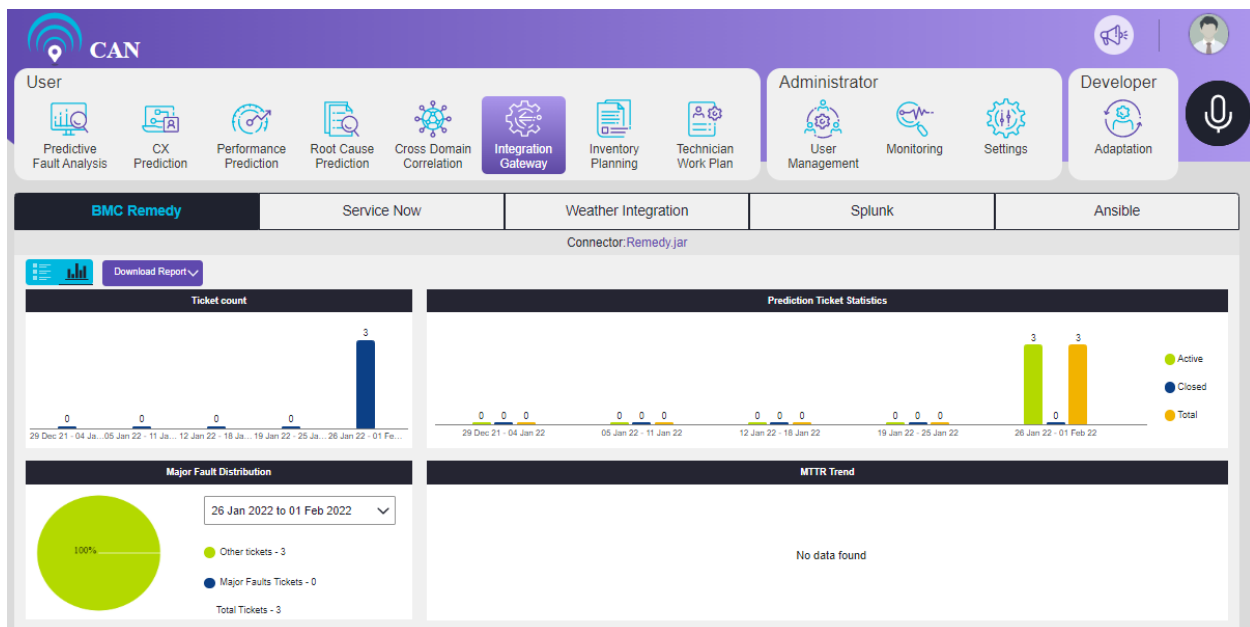 CAN
User
Administrator
Developer
Predictive
Fault Analysis
CX
Prediction
Performance
Prediction
Root Cause
Prediction
Cross Domain
Correlation
Integration
Gateway
Inventory
Planning
Technician
Work Plan
User
Management
Monitoring
Settings
Adaptation
BMC Remedy
Service Now
Weather Integration
Splunk
Ansible
Connector:Remedy.jar
Download Report
Ticket count
0
0
0
0
3
29 Dec 21 - 04 Ja...
05 Jan 22 - 11 Ja...
12 Jan 22 - 18 Ja...
19 Jan 22 - 25 Ja...
26 Jan 22 - 01 Fe...
Prediction Ticket Statistics
0 0 0
0 0 0
0 0 0
0 0 0
3 0 3
29 Dec 21 - 04 Jan 22
05 Jan 22 - 11 Jan 22
12 Jan 22 - 18 Jan 22
19 Jan 22 - 25 Jan 22
26 Jan 22 - 01 Feb 22
Active
Closed
Total
Major Fault Distribution
100%
26 Jan 2022 to 01 Feb 2022
Other tickets - 3
Major Faults Tickets - 0
Total Tickets - 3
MTTR Trend
No data found